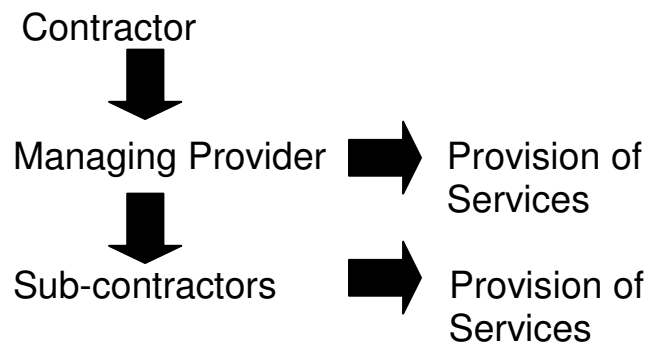 Contractor
Managing Provider
Provision of
Services
Sub-contractors
Provision of
Services